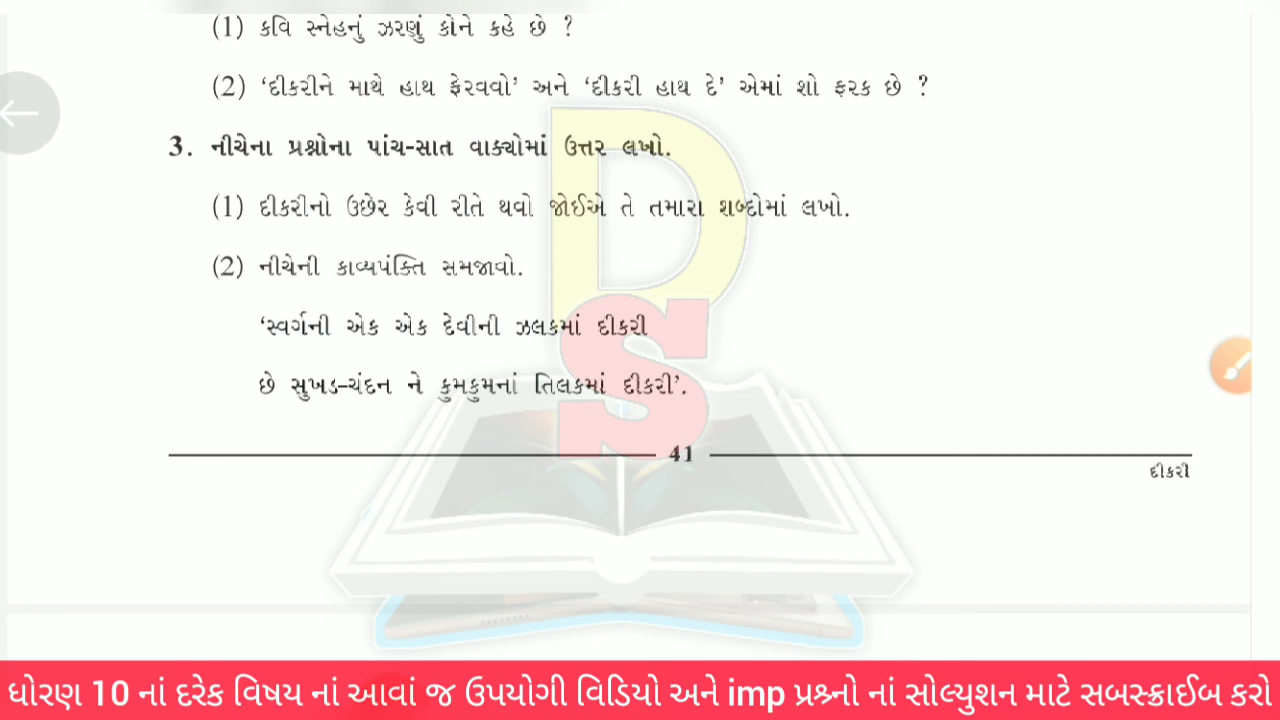 (1) કવિ સ્નેહનું ઝરણું કોને કહે છે ?
(2) ‘દીકરીને માથે હાથ ફેરવવો’ અને ‘દીકરી હાથ દે’ એમાં શો ફરક છે ?
3. નીચેના પ્રશ્નોના પાંચ-સાત વાક્યોમાં ઉત્તર લખો.
(1) દીકરીનો ઉછેર કેવી રીતે થવો જોઈએ તે તમારા શબ્દોમાં લખો.
(2) નીચેની કાવ્યપંક્તિ સમજાવો.
‘સ્વર્ગની એક એક દેવીની ઝલકમાં દીકરી
છે સુખડ–ચંદન ને કુમકુમનાં તિલકમાં દીકરી’.
41
દીકરી
DS
ધોરણ 10 નાં દરેક વિષય નાં આવાં જ ઉપયોગી વિડિયો અને imp પ્રશ્નો નાં સોલ્યુશન માટે સબસ્ક્રાઈબ કરો